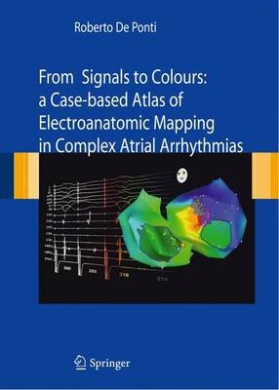 Roberto De Ponti
From Signals to Colours:
a Case-based Atlas of
Electroanatomic Mapping
in Complex Atrial Arrhythmias
Springer